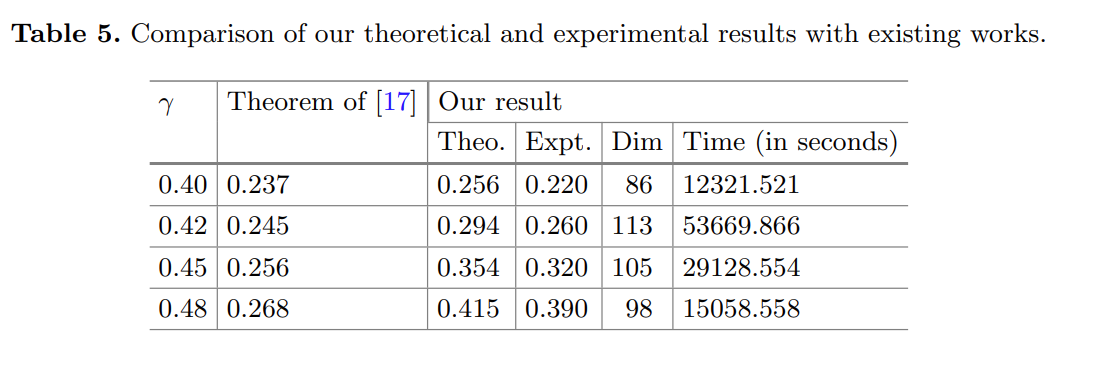 Table 5. Comparison of our theoretical and experimental results with existing works.
γ Theorem of [17] Our result
Theo. Expt. Dim Time (in seconds)
0.40 0.237 0.256 0.220 86 12321.521
0.42 0.245 0.294 0.260 113 53669.866
0.45 0.256 0.354 0.320 105 29128.554
0.48 0.268 0.415 0.390 98 15058.558